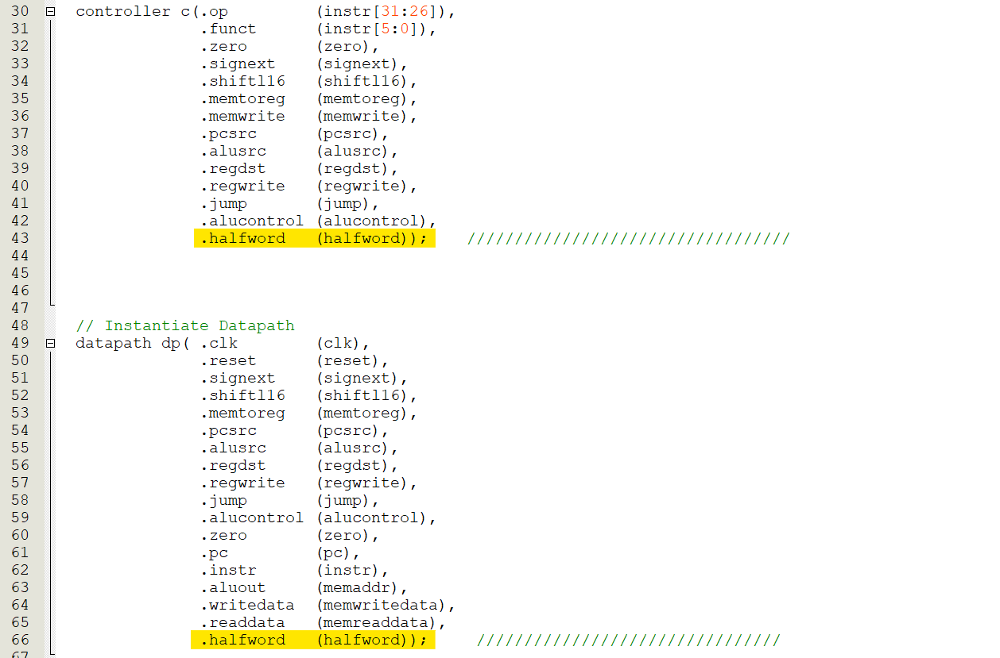 30 controller c(.op (instr[31:26]),
31 .funct (instr[5:0]),
32 .zero (zero),
33 .signext (signext),
34 .shiftl16 (shiftl16),
35 .memtoreg (memtoreg),
36 .memwrite (memwrite),
37 .pcsrc (pcsrc),
38 .alusrc (alusrc),
39 .regdst (regdst),
40 .regwrite (regwrite),
41 .jump (jump),
42 .alucontrol (alucontrol),
43 .halfword (halfword)); //////////////////////////////////
44
45
46
47
48 // Instantiate Datapath
49 datapath dp( .clk (clk),
50 .reset (reset),
51 .signext (signext),
52 .shiftl16 (shiftl16),
53 .memtoreg (memtoreg),
54 .pcsrc (pcsrc),
55 .alusrc (alusrc),
56 .regdst (regdst),
57 .regwrite (regwrite),
58 .jump (jump),
59 .alucontrol (alucontrol),
60 .zero (zero),
61 .pc (pc),
62 .instr (instr),
63 .aluout (memaddr),
64 .writedata (memwritedata),
65 .readdata (memreaddata),
66 .halfword (halfword)); ////////////////////////////////
67